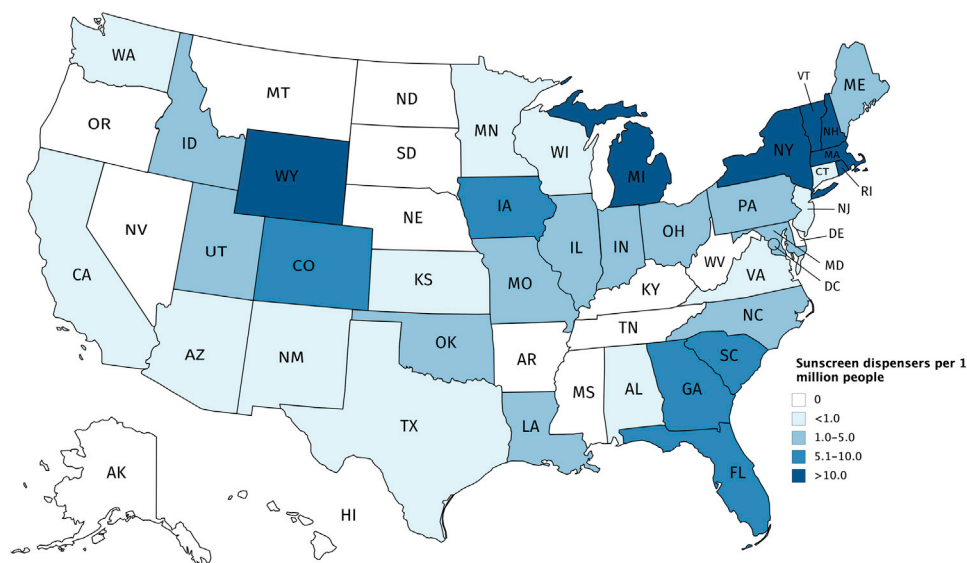 WA
MT
ND
OR
ID
SD
MN
WI
WY
NE
IA
MI
NY
VT
NH
ME
MA
CT
RI
NJ
PA
DE
MD
DC
NV
UT
CO
CA
KS
MO
IL
IN
OH
WV
VA
KY
NC
TN
AZ
NM
OK
AR
SC
MS
AL
GA
TX
LA
FL
AK
HI
Sunscreen dispensers per 1
million people
0
<1.0
1.0–5.0
5.1–10.0
>10.0